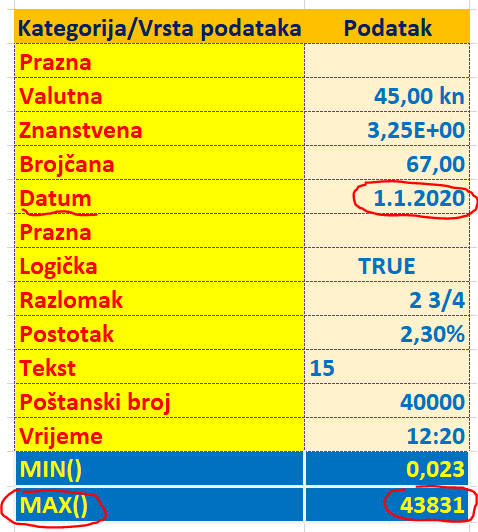 Kategorija/Vrsta podataka Podatak
Prazna
Valutna 45,00 kn
Znanstvena 3,25E+00
Brojčana 67,00
Datum 1.1.2020
Prazna
Logička TRUE
Razlomak 2 3/4
Postotak 2,30%
Tekst 15
Poštanski broj 40000
Vrijeme 12:20
MIN() 0,023
MAX() 43831